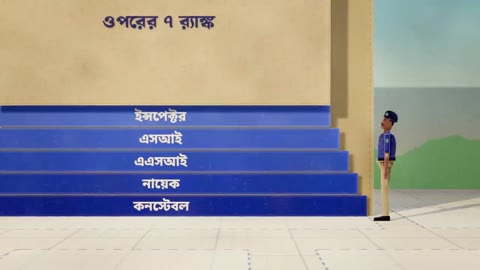 ওপরের ৭ র‍্যাঙ্ক
ইন্সপেক্টর
এসআই
এএসআই
নায়েক
কনস্টেবল